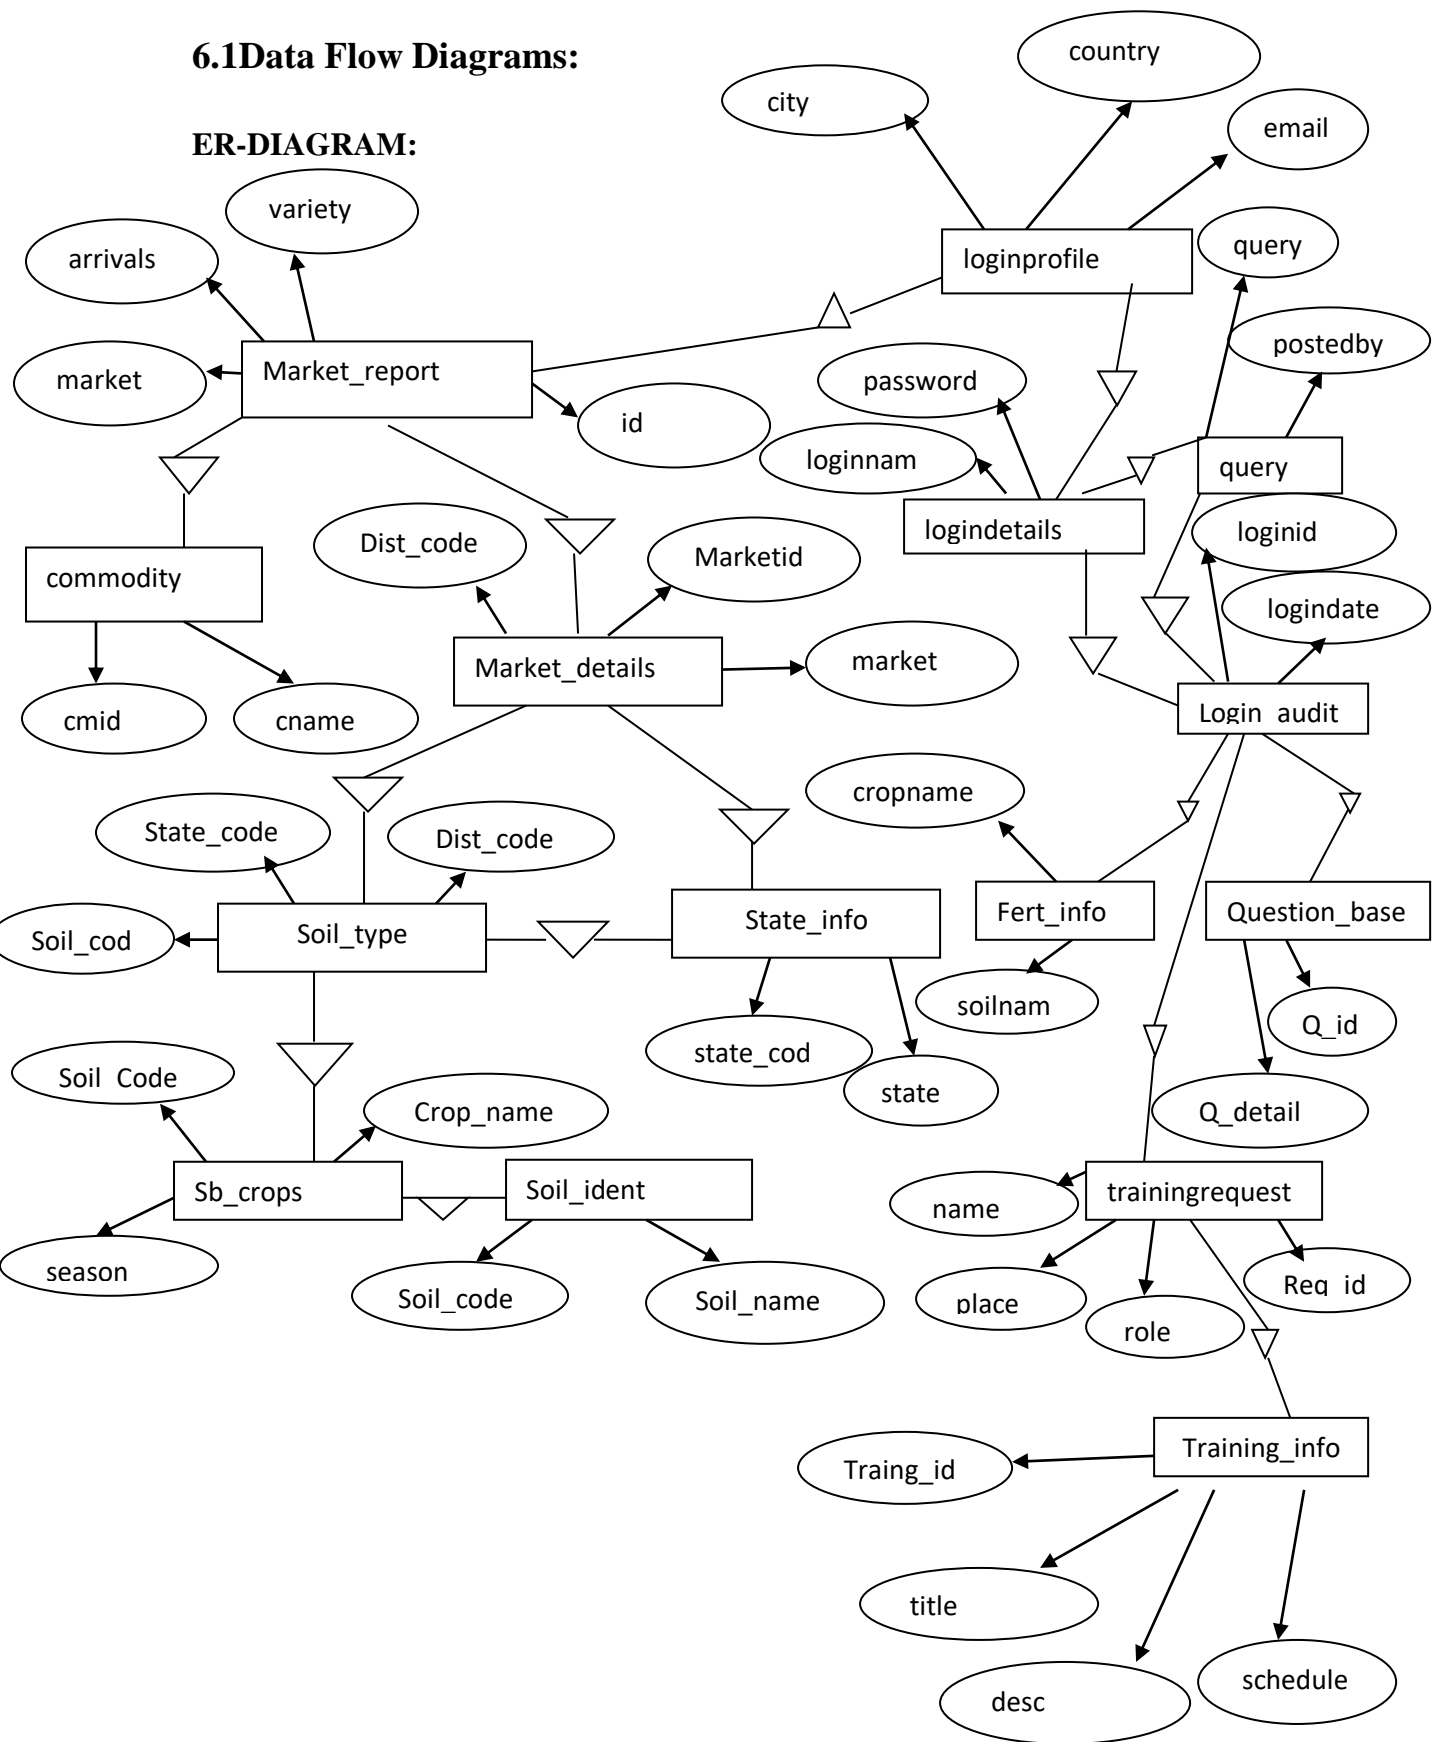 6.1Data Flow Diagrams:
country
city
email
ER-DIAGRAM:
variety
query
arrivals
loginprofile
postedby
market
Market_report
password
id
loginnam
query
logindetails
loginid
Dist_code
Marketid
commodity
logindate
market
Market_details
cmid
cname
Login_audit
cropname
State_code
Dist_code
Fert_info
Question_base
State_info
Soil_type
Soil_cod
soilnam
Q_id
state_cod
Soil_Code
state
Crop_name
Q_detail
Sb_crops
Soil_ident
trainingrequest
name
season
Req_id
Soil_code
Soil_name
place
role
Training_info
Traing_id
title
schedule
desc